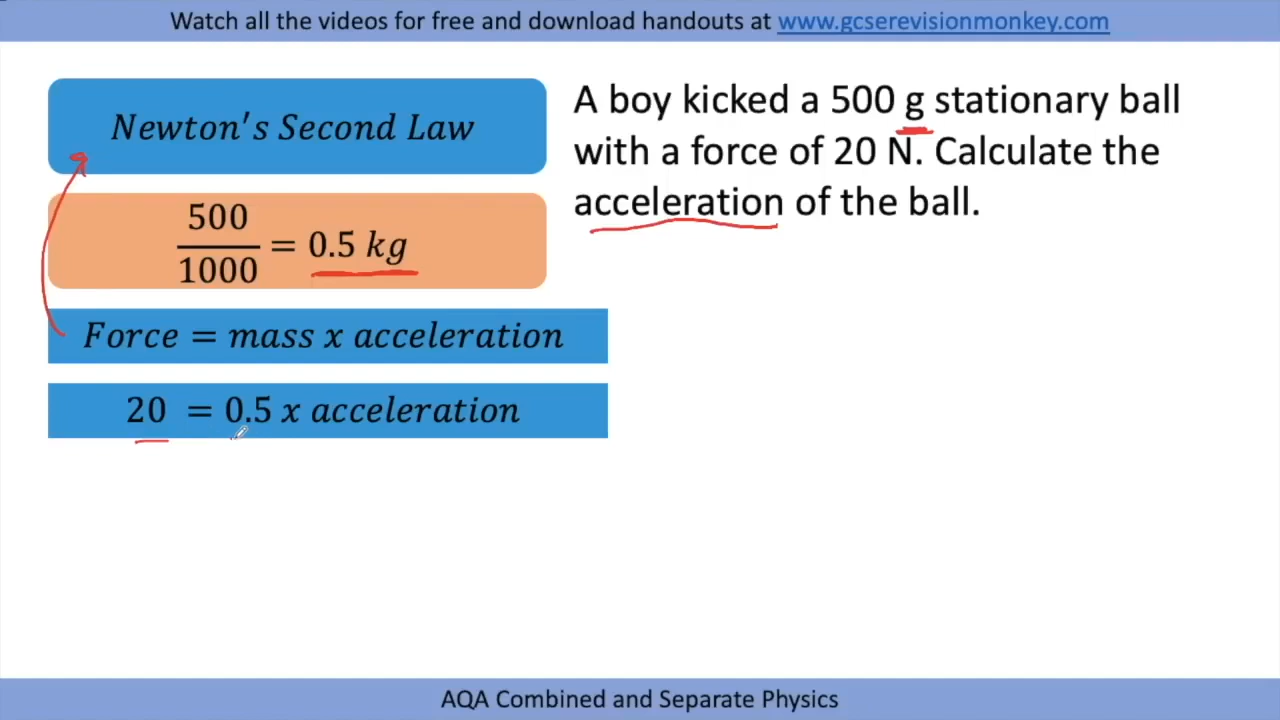 Watch all the videos for free and download handouts at www.gcserevisionmonkey.com
Newton's Second Law
500
1000
= 0.5 kg
Force = mass x acceleration
20 = 0.5 x acceleration
A boy kicked a 500 g stationary ball
with a force of 20 N. Calculate the
acceleration of the ball.
AQA Combined and Separate Physics